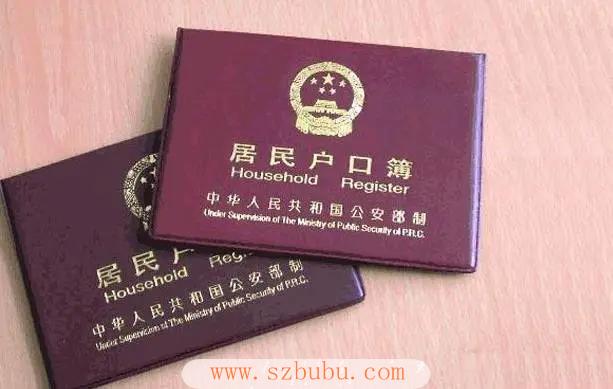 居民户口簿
Household Register
中华人民共和国公安部制
Under Supervision of The Ministry of Public Security of P.R.C.
居民户
Household Reg
中华人民共和国公安部制
Under Supervision of The Ministry of Public Security of P.R.C.
www.szbubu.com